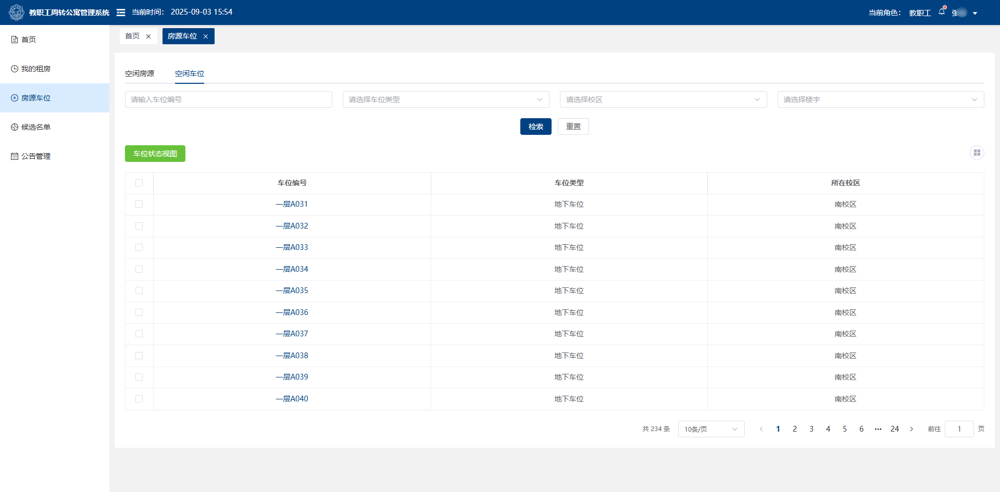 教职工周转公寓管理系统 当前时间： 2025-09-03 15:54 当前角色： 教职工 张
首页
我的租房
房源车位
候选名单
公告管理
首页 房源车位
空闲房源 空闲车位
请输入车位编号 请选择车位类型 请选择校区 请选择楼宇
检索 重置
车位状态视图
车位编号 车位类型 所在校区
一层A031 地下车位 南校区
一层A032 地下车位 南校区
一层A033 地下车位 南校区
一层A034 地下车位 南校区
一层A035 地下车位 南校区
一层A036 地下车位 南校区
一层A037 地下车位 南校区
一层A038 地下车位 南校区
一层A039 地下车位 南校区
一层A040 地下车位 南校区
共 234 条 10条/页 1 2 3 4 5 6 ••• 24 前往 1 页